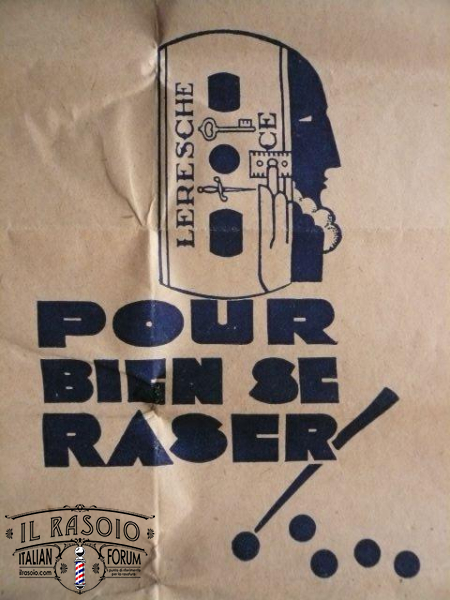 LERESCHE
CE
POUR
BIEN SE
RASER!
IL RASOIO
ITALIAN FORUM
ilrasoio.com